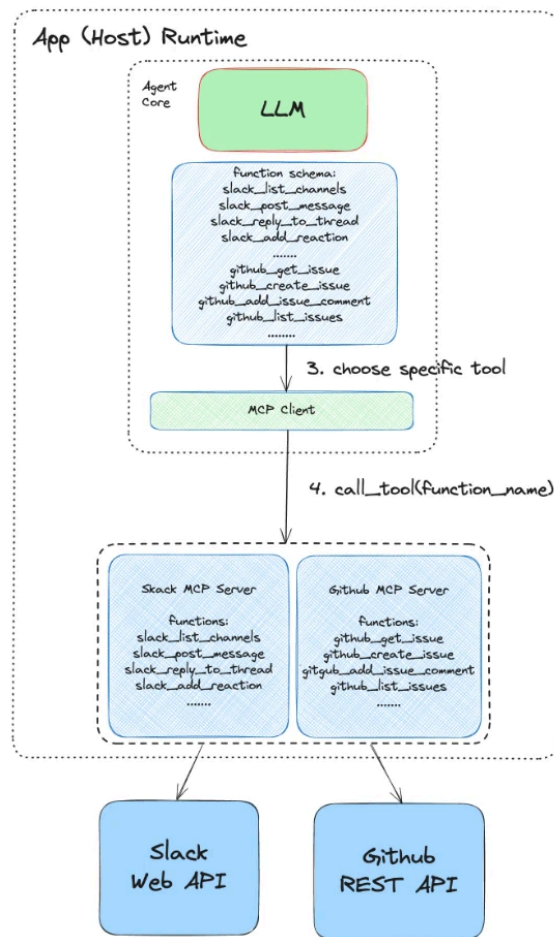 App (Host) Runtime
Agent
Core
LLM
function schema:
slack_list_channels
slack_post_message
slack_reply_to_thread
slack_add_reaction
.......
github_get_issue
github_create_issue
github_add_issue_comment
github_list_issues
........
3. choose specific tool
MCP Client
4. call_tool(function_name)
Skack MCP Server
functions:
slack_list_channels
slack_post_message
slack_reply_to_thread
slack_add_reaction
.......
Github MCP Server
functions:
github_get_issue
github_create_issue
gitgub_add_issue_comment
github_list_issues
.......
Slack
Web API
Github
REST API